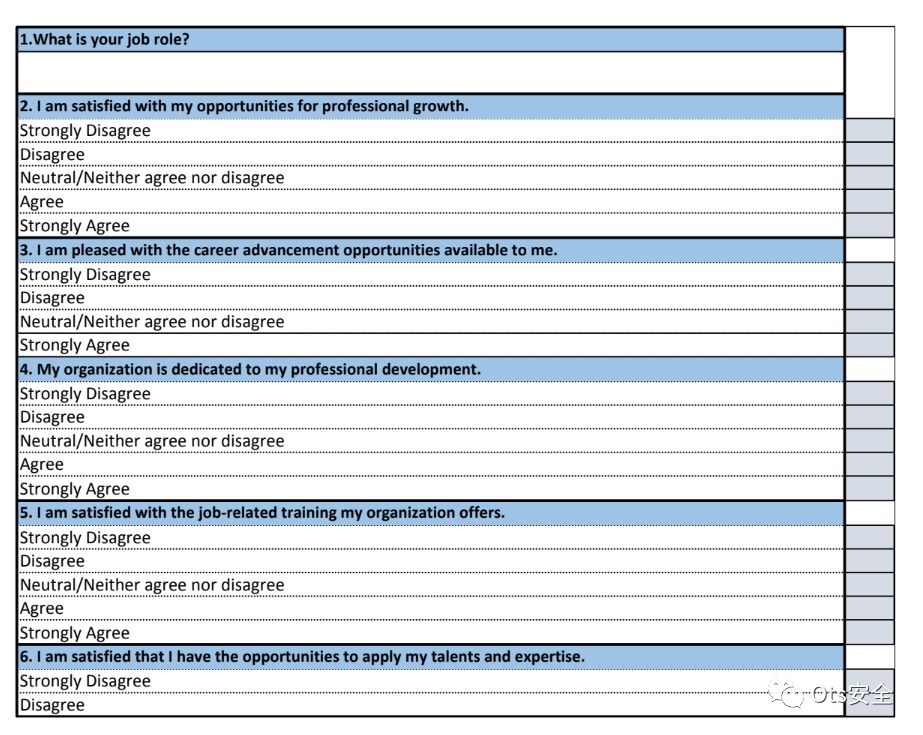 1.What is your job role?
2. I am satisfied with my opportunities for professional growth.
Strongly Disagree
Disagree
Neutral/Neither agree nor disagree
Agree
Strongly Agree
3. I am pleased with the career advancement opportunities available to me.
Strongly Disagree
Disagree
Neutral/Neither agree nor disagree
Strongly Agree
4. My organization is dedicated to my professional development.
Strongly Disagree
Disagree
Neutral/Neither agree nor disagree
Agree
Strongly Agree
5. I am satisfied with the job-related training my organization offers.
Strongly Disagree
Disagree
Neutral/Neither agree nor disagree
Agree
Strongly Agree
6. I am satisfied that I have the opportunities to apply my talents and expertise.
Strongly Disagree
Disagree
Ots安全